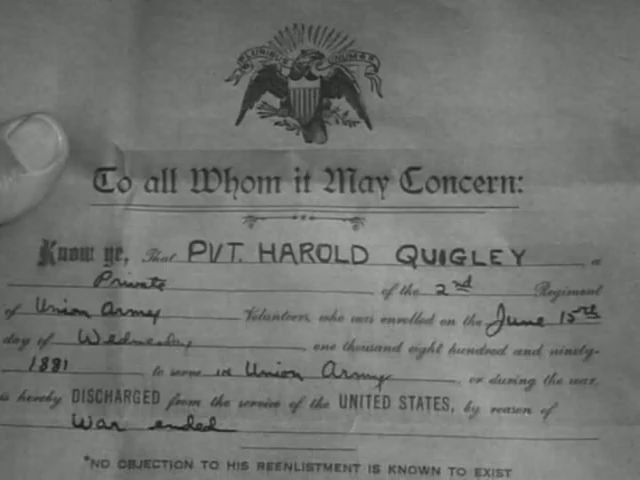 E PLURIBUS UNUM
To all Whom it May Concern:
Know ye, That PVT. HAROLD QUIGLEY a
Private of the 2nd Regiment
of Union Army Volunteers, who was enrolled on the June 15th
day of Wednesday, one thousand eight hundred and ninety-
1881 to serve in Union Army, or during the war,
is hereby DISCHARGED from the service of the UNITED STATES, by reason of
War ended
*NO OBJECTION TO HIS REENLISTMENT IS KNOWN TO EXIST